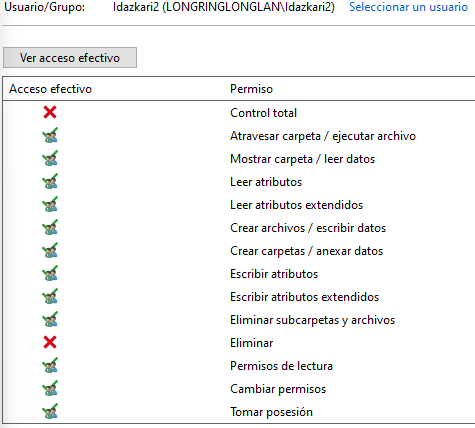 Usuario/Grupo: Idazkari2 (LONGRINGLONGLAN\Idazkari2) Seleccionar un usuario
Ver acceso efectivo
Acceso efectivo Permiso
Control total
Atravesar carpeta / ejecutar archivo
Mostrar carpeta / leer datos
Leer atributos
Leer atributos extendidos
Crear archivos / escribir datos
Crear carpetas / anexar datos
Escribir atributos
Escribir atributos extendidos
Eliminar subcarpetas y archivos
Eliminar
Permisos de lectura
Cambiar permisos
Tomar posesión